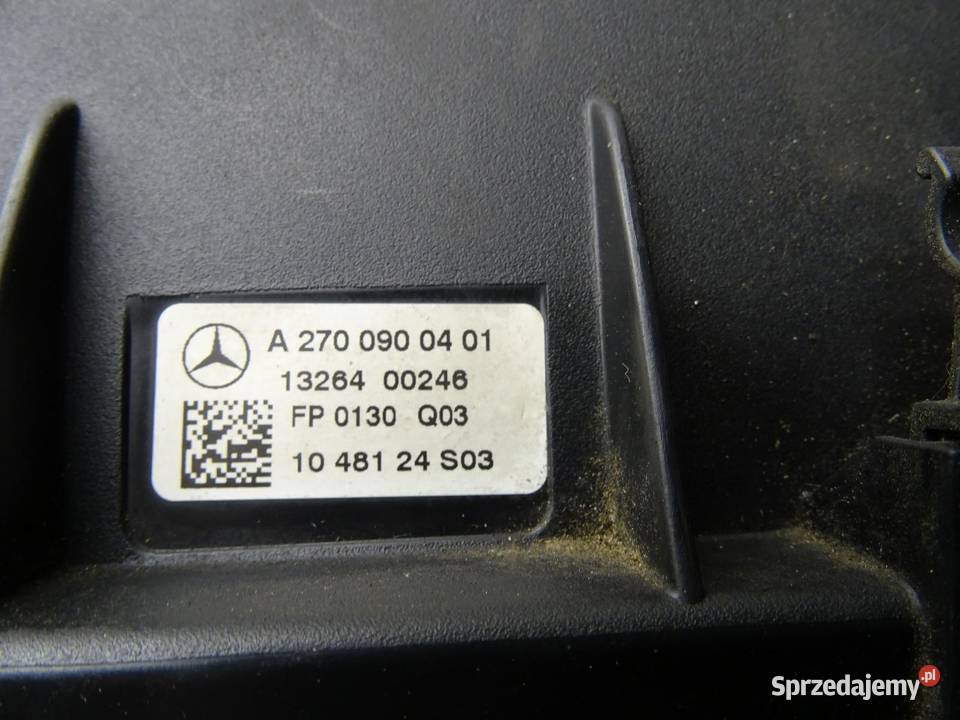 A 270 090 04 01
13264 00246
FP 0130 Q03
10 481 24 S03
Sprzedajemy.pl